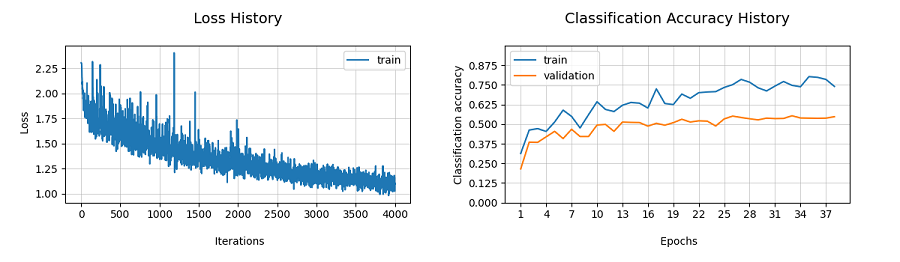 Loss History
Loss
2.25
2.00
1.75
1.50
1.25
1.00
train
0 500 1000 1500 2000 2500 3000 3500 4000
Iterations
Classification Accuracy History
Classification accuracy
0.875
0.750
0.625
0.500
0.375
0.250
0.125
0.000
train
validation
1 4 7 10 13 16 19 22 25 28 31 34 37
Epochs